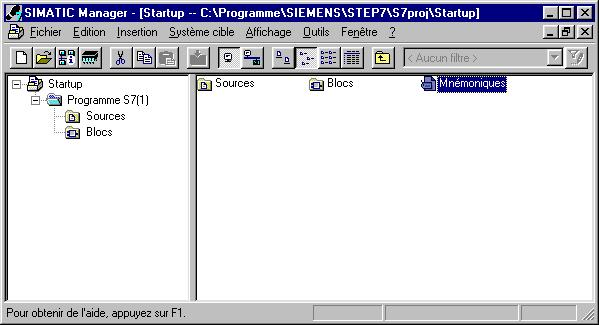 SIMATIC Manager - [Startup -- C:\Programme\SIEMENS\STEP7\S7proj\Startup]
Fichier Edition Insertion Système cible Affichage Outils Fenêtre ?
< Aucun filtre >
Startup
Programme S7(1)
Sources
Blocs
Sources Blocs Mnémoniques
Pour obtenir de l'aide, appuyez sur F1.